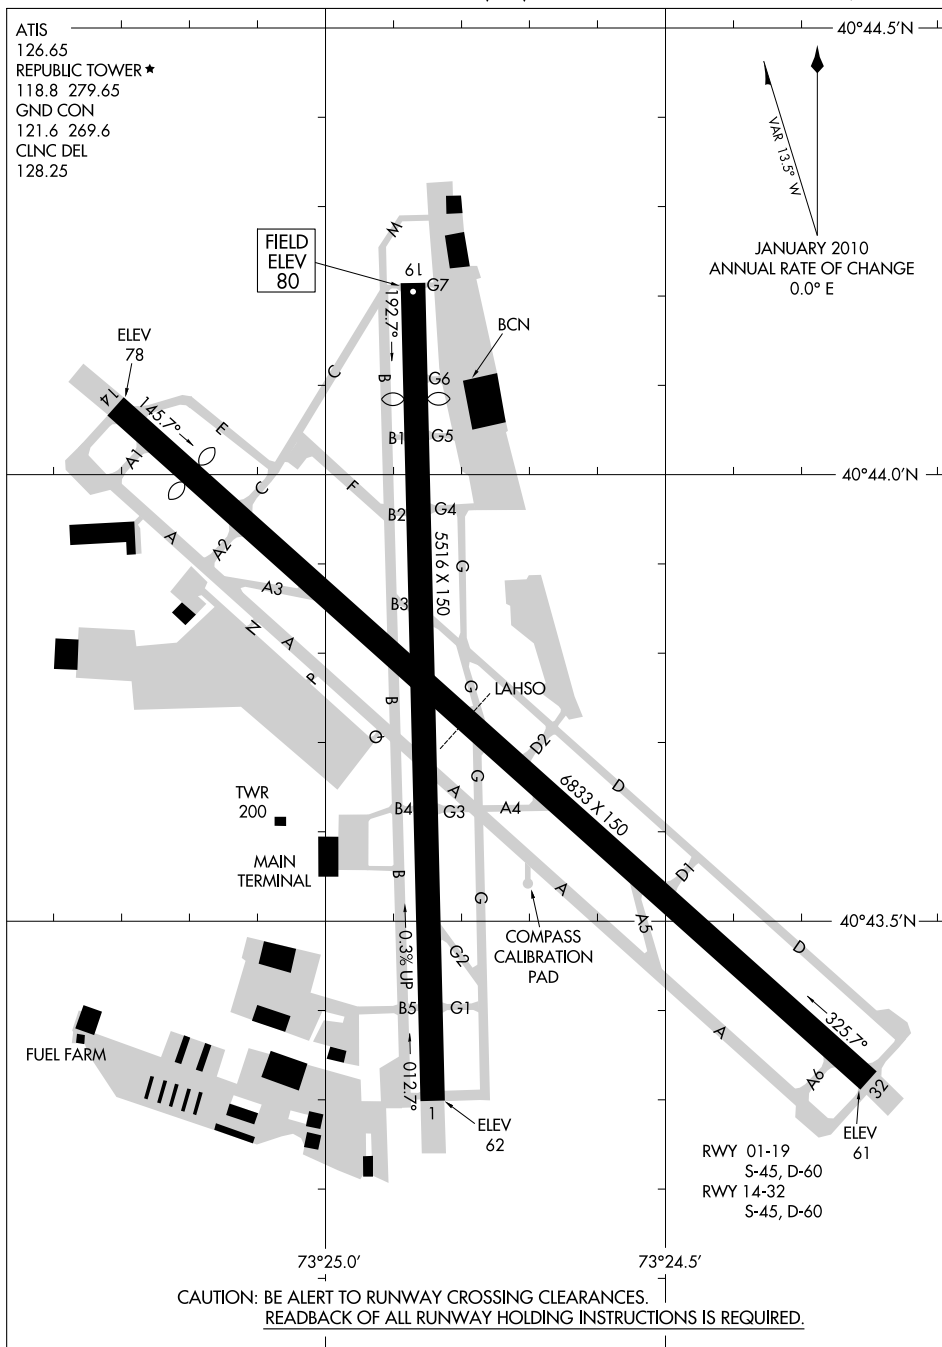 ATIS
126.65
REPUBLIC TOWER★
118.8 279.65
GND CON
121.6 269.6
CLNC DEL
128.25
40°44.5'N
VAR 13.5° W
JANUARY 2010
ANNUAL RATE OF CHANGE
0.0° E
FIELD
ELEV
80
W
19
G7
192.7°
BCN
ELEV
78
C
B
G6
14
145.7°
E
B1
G5
A1
40°44.0'N
C
F
B2
G4
A
A2
5516 X 150
G
A3
B3
N
A
P
G
LAHSO
B
Q
D2
G
A
D
6833 X 150
TWR
200
B4
G3
A4
MAIN
TERMINAL
B
D1
A
G
A5
40°43.5'N
COMPASS
CALIBRATION
PAD
0.3% UP
G2
D
B5
G1
325.7°
A
FUEL FARM
012.7°
A6
32
1
ELEV
62
ELEV
61
RWY 01-19
S-45, D-60
RWY 14-32
S-45, D-60
73°25.0'
73°24.5'
CAUTION: BE ALERT TO RUNWAY CROSSING CLEARANCES.
READBACK OF ALL RUNWAY HOLDING INSTRUCTIONS IS REQUIRED.